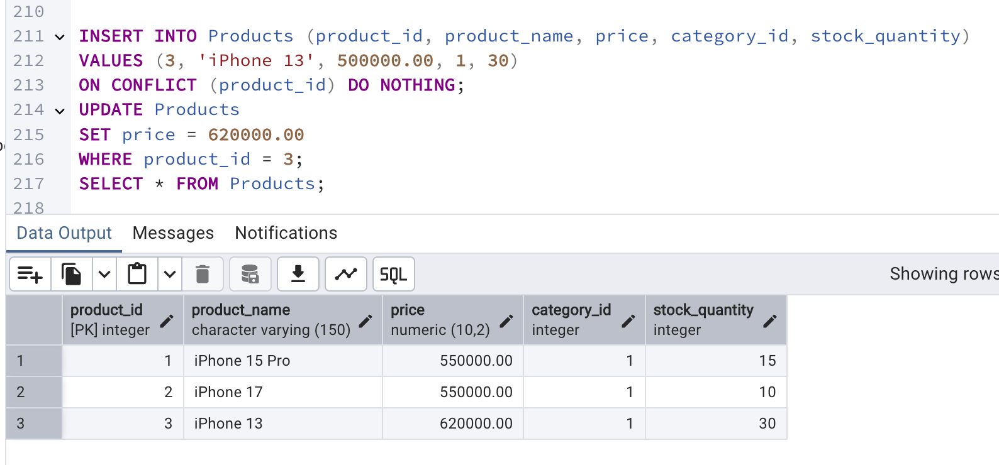 210
211 INSERT INTO Products (product_id, product_name, price, category_id, stock_quantity)
212 VALUES (3, 'iPhone 13', 500000.00, 1, 30)
213 ON CONFLICT (product_id) DO NOTHING;
214 UPDATE Products
215 SET price = 620000.00
216 WHERE product_id = 3;
217 SELECT * FROM Products;
218
Data Output Messages Notifications
SQL Showing rows
product_id product_name price category_id stock_quantity
[PK] integer character varying (150) numeric (10,2) integer integer
1 1 iPhone 15 Pro 550000.00 1 15
2 2 iPhone 17 550000.00 1 10
3 3 iPhone 13 620000.00 1 30